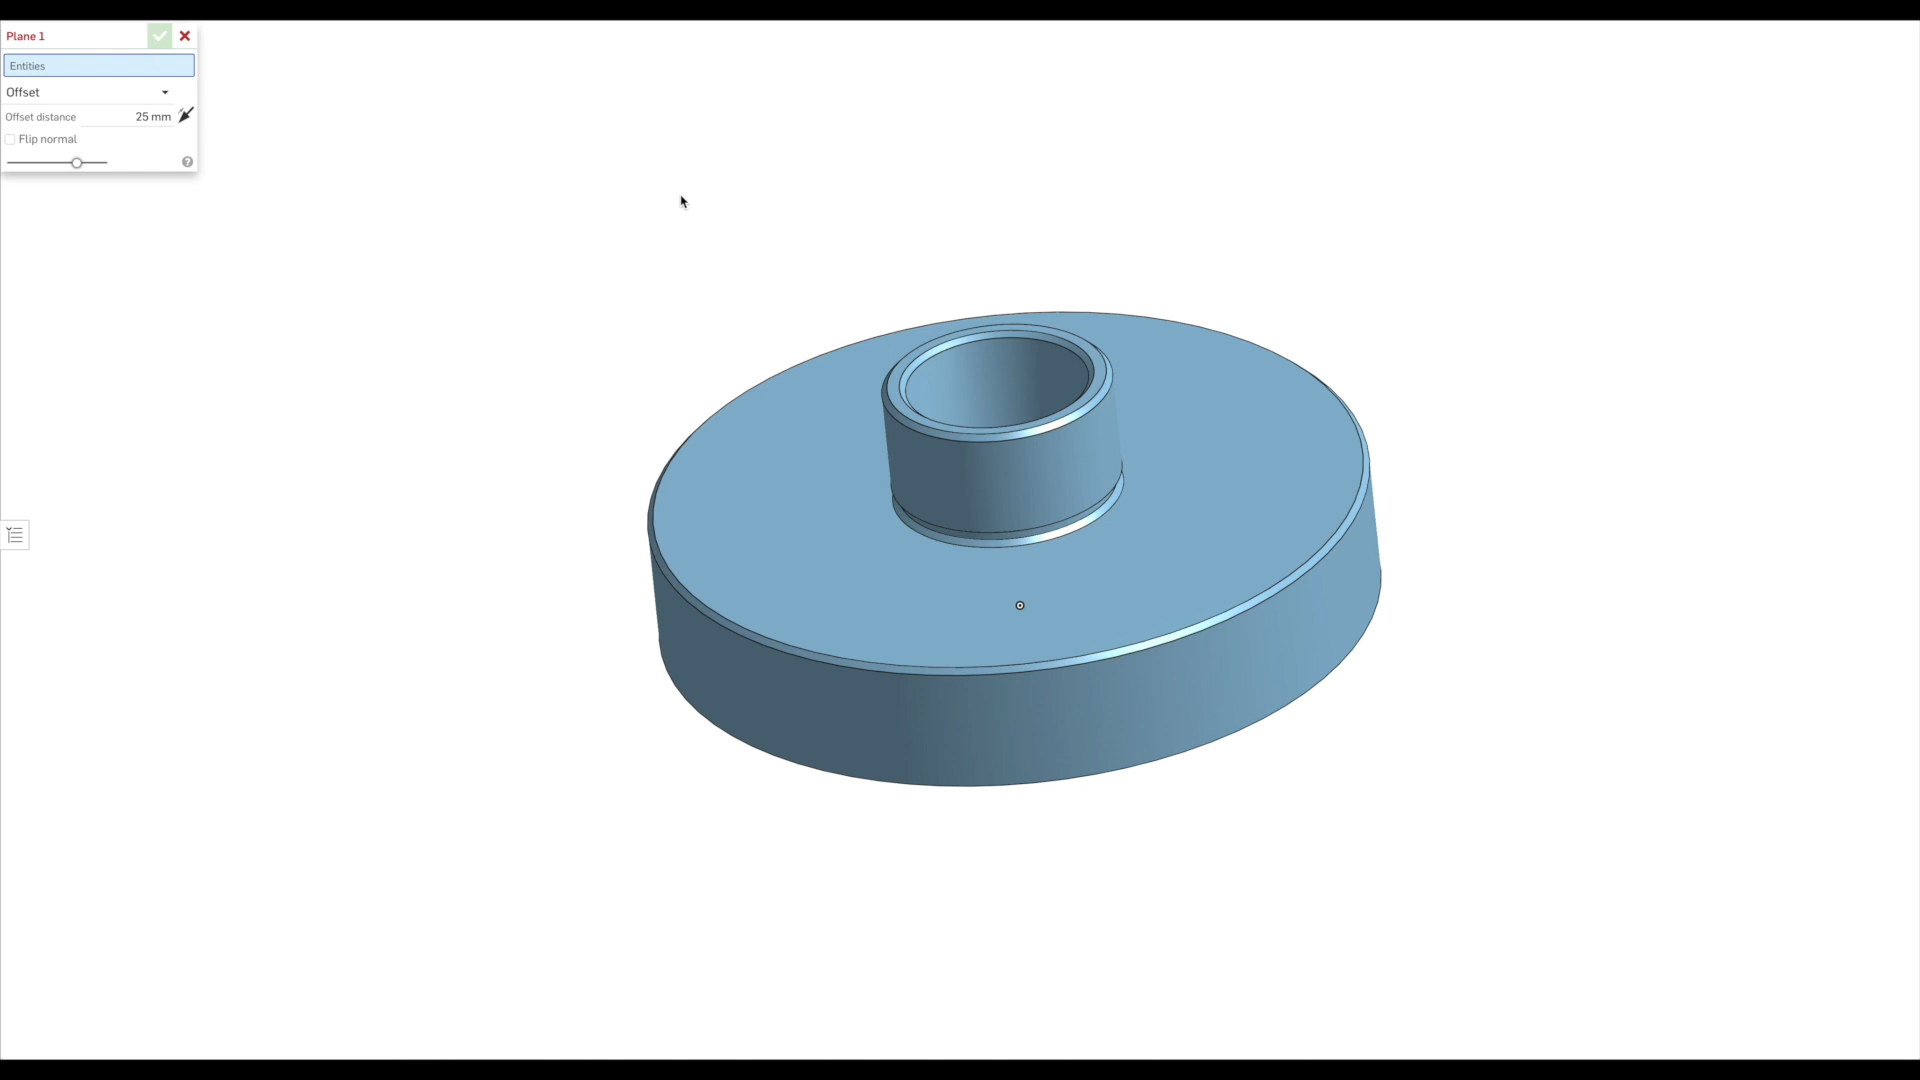 Plane 1
Entities
Offset
Offset distance 25 mm
Flip normal